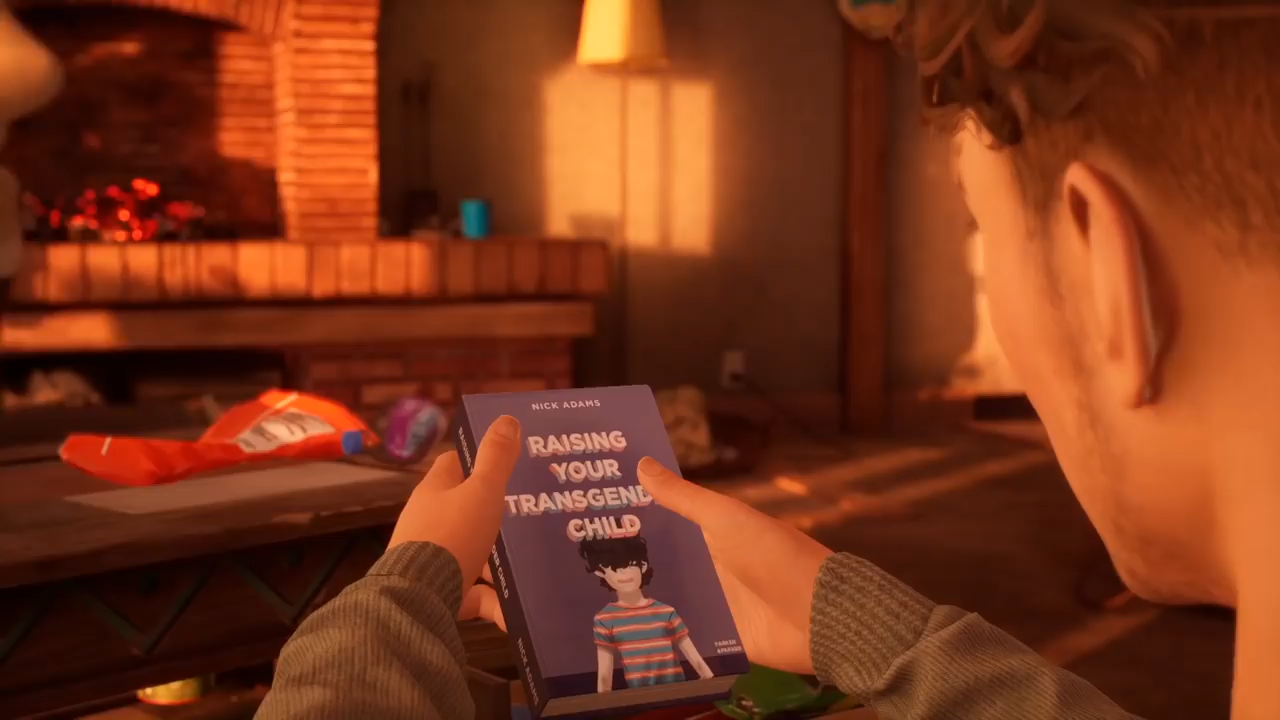 NICK ADAMS
RAISING
YOUR
TRANSGEND
CHILD
NICK ADAMS